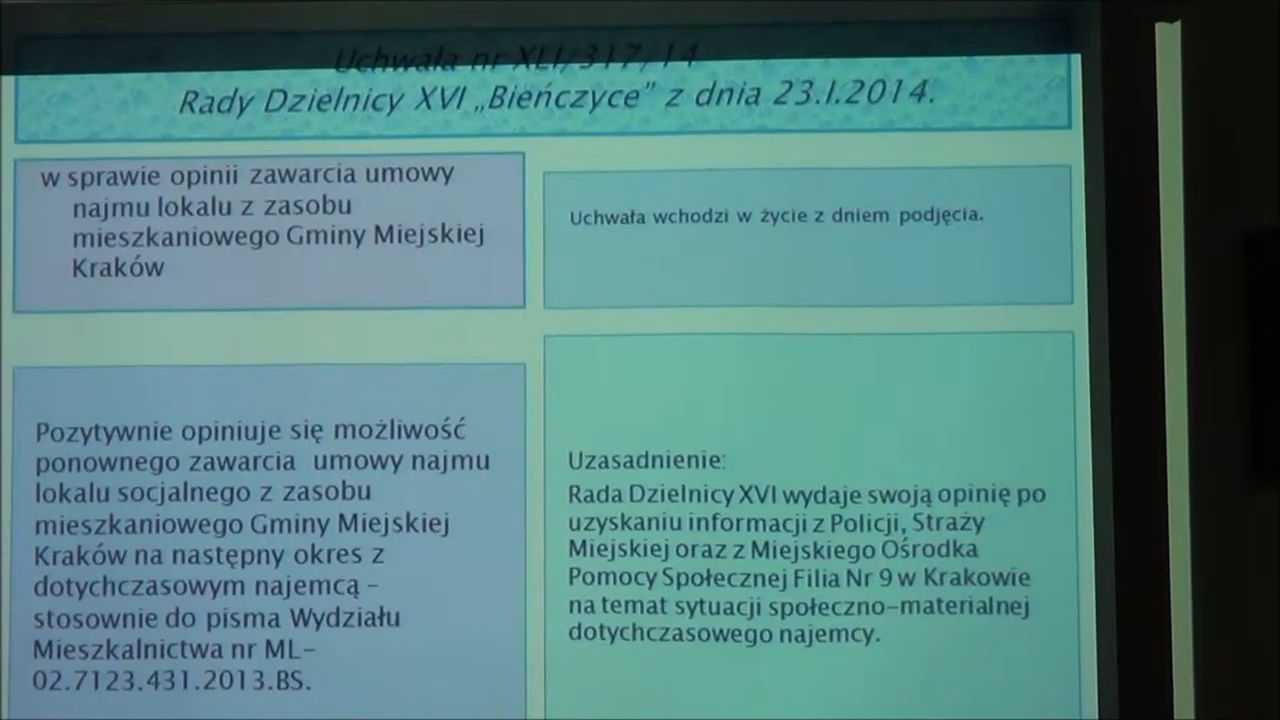 Uchwała nr XLI/317/14
Rady Dzielnicy XVI „Bieńczyce” z dnia 23.I.2014.
w sprawie opinii zawarcia umowy
najmu lokalu z zasobu
mieszkaniowego Gminy Miejskiej
Kraków
Uchwała wchodzi w życie z dniem podjęcia.
Pozytywnie opiniuje się możliwość
ponownego zawarcia umowy najmu
lokalu socjalnego z zasobu
mieszkaniowego Gminy Miejskiej
Kraków na następny okres z
dotychczasowym najemcą –
stosownie do pisma Wydziału
Mieszkalnictwa nr ML-
02.7123.431.2013.BS.
Uzasadnienie:
Rada Dzielnicy XVI wydaje swoją opinię po
uzyskaniu informacji z Policji, Straży
Miejskiej oraz z Miejskiego Ośrodka
Pomocy Społecznej Filia Nr 9 w Krakowie
na temat sytuacji społeczno-materialnej
dotychczasowego najemcy.